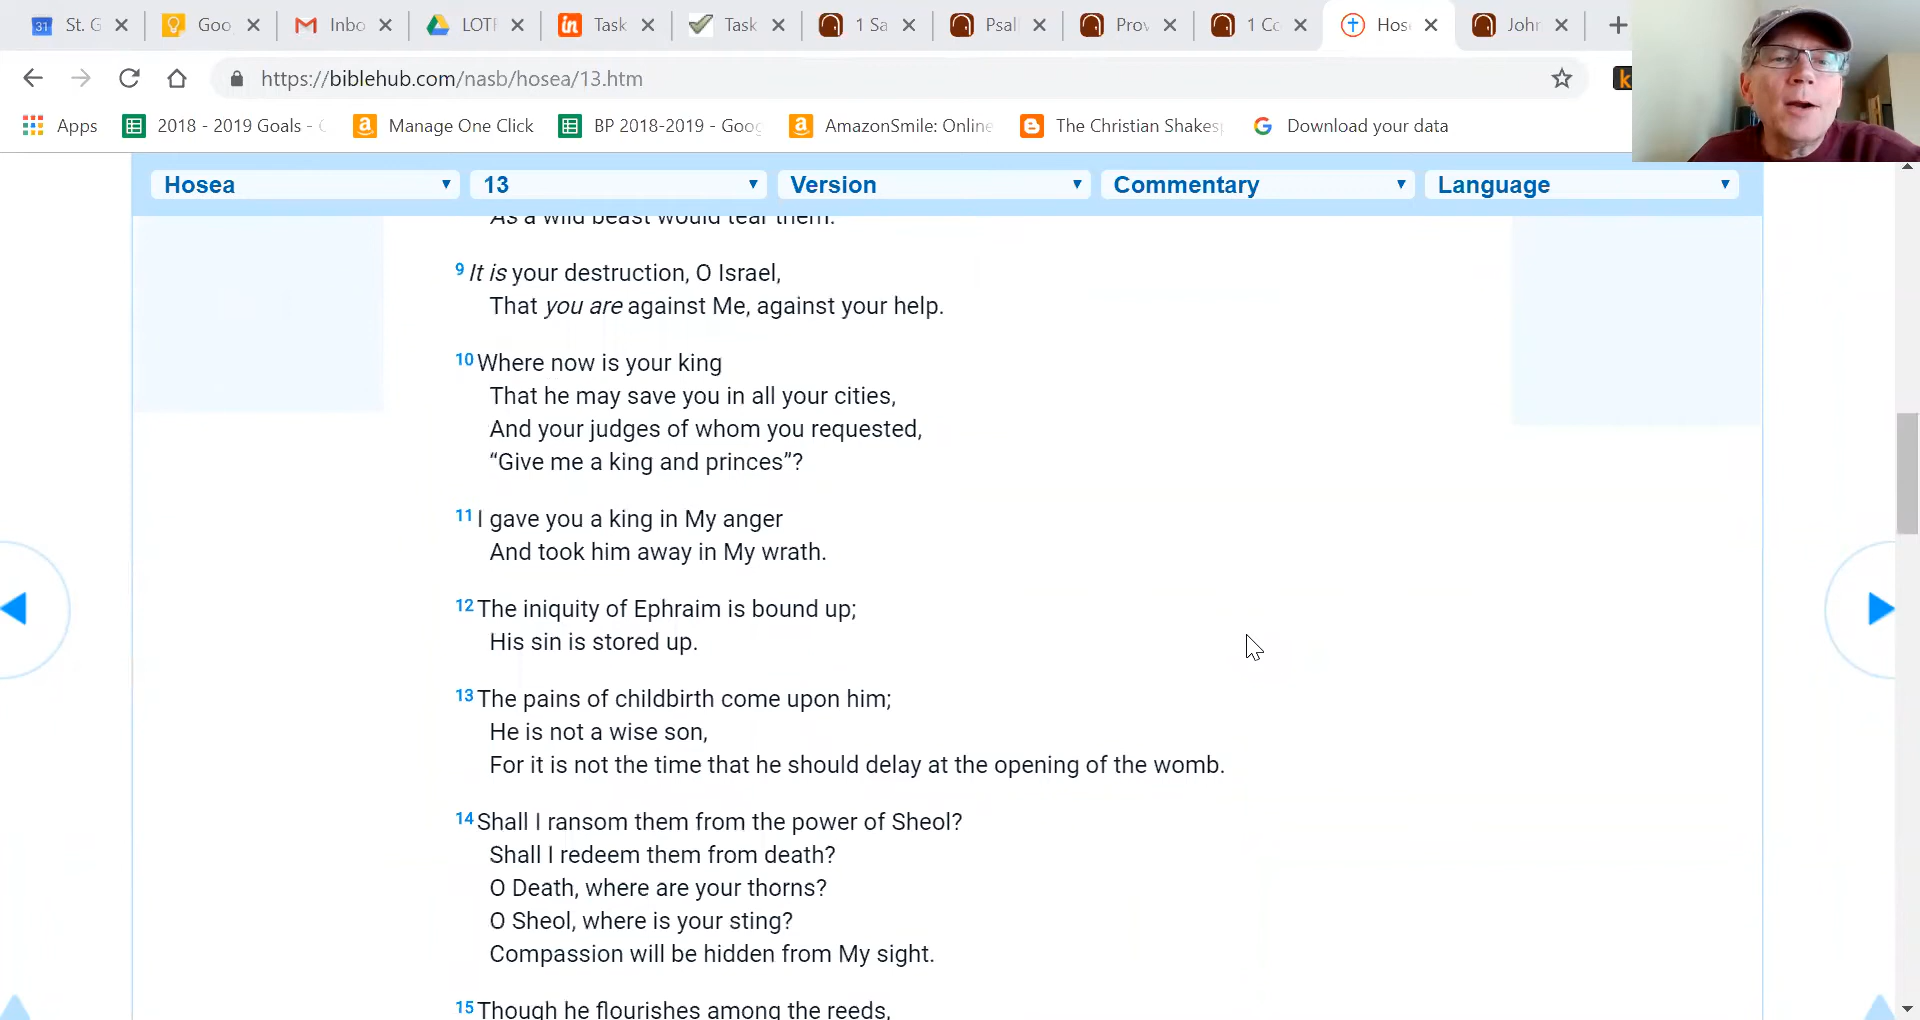 St. G
Goo
Inbo
LOTF
Task
Task
1 Sa
Psal
Prov
1 Co
Hos
John
https://biblehub.com/nasb/hosea/13.htm
Apps
2018 - 2019 Goals -
Manage One Click
BP 2018-2019 - Goog
AmazonSmile: Online
The Christian Shakesp
Download your data
Hosea
13
Version
Commentary
Language
As a wild beast would tear them.
9 It is your destruction, O Israel,
That you are against Me, against your help.
10 Where now is your king
That he may save you in all your cities,
And your judges of whom you requested,
“Give me a king and princes”?
11 I gave you a king in My anger
And took him away in My wrath.
12 The iniquity of Ephraim is bound up;
His sin is stored up.
13 The pains of childbirth come upon him;
He is not a wise son,
For it is not the time that he should delay at the opening of the womb.
14 Shall I ransom them from the power of Sheol?
Shall I redeem them from death?
O Death, where are your thorns?
O Sheol, where is your sting?
Compassion will be hidden from My sight.
15 Though he flourishes among the reeds,